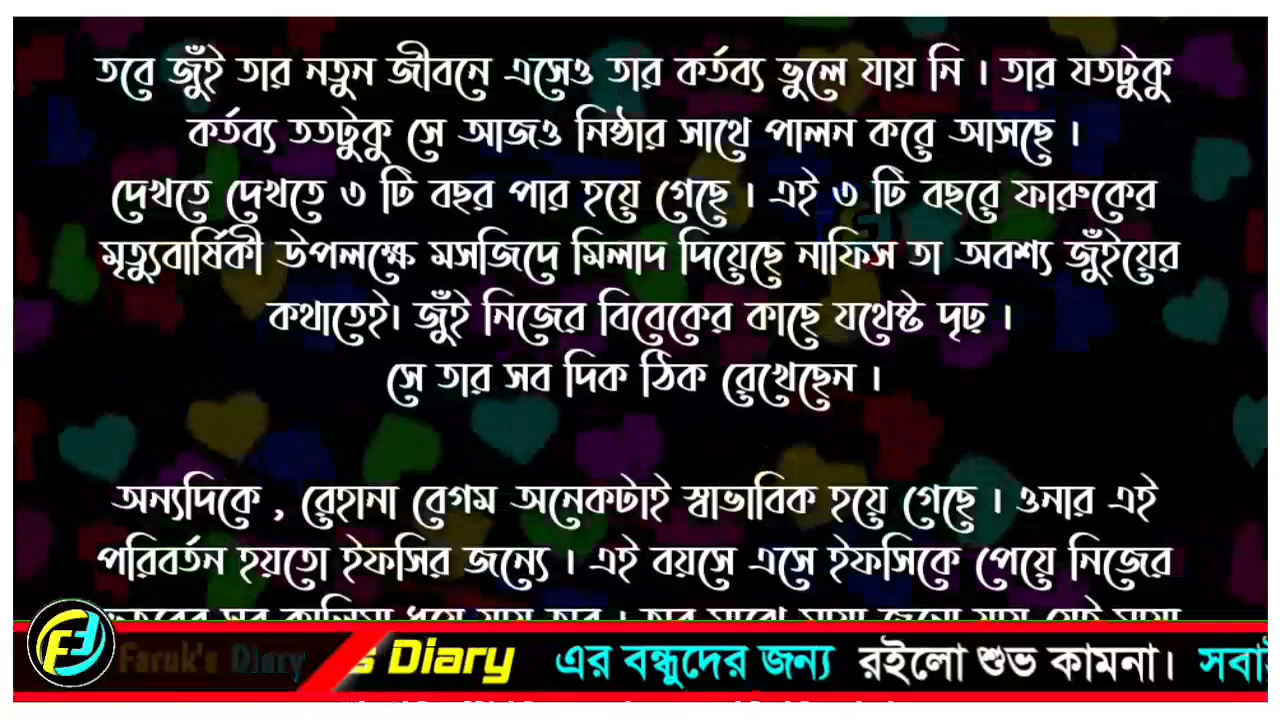 তবে জুঁই তার নতুন জীবনে এসেও তার কর্তব্য ভুলে যায় নি । তার যতটুকু
কর্তব্য ততটুকু সে আজও নিষ্ঠার সাথে পালন করে আসছে ।
দেখতে দেখতে ৩ টি বছর পার হয়ে গেছে । এই ৩ টি বছরে ফারুকের
মৃত্যুবার্ষিকী উপলক্ষে মসজিদে মিলাদ দিয়েছে নাফিস তা অবশ্য জুঁইয়ের
কথাতেই। জুঁই নিজের বিবেকের কাছে যথেস্ট দৃঢ় ।
সে তার সব দিক ঠিক রেখেছেন ।
অন্যদিকে , রেহানা বেগম অনেকটাই স্বাভাবিক হয়ে গেছে । ওনার এই
পরিবর্তন হয়তো ইফসির জন্যে । এই বয়সে এসে ইফসিকে পেয়ে নিজের
Faruk's Diary s Diary এর বন্ধুদের জন্য রইলো শুভ কামনা।